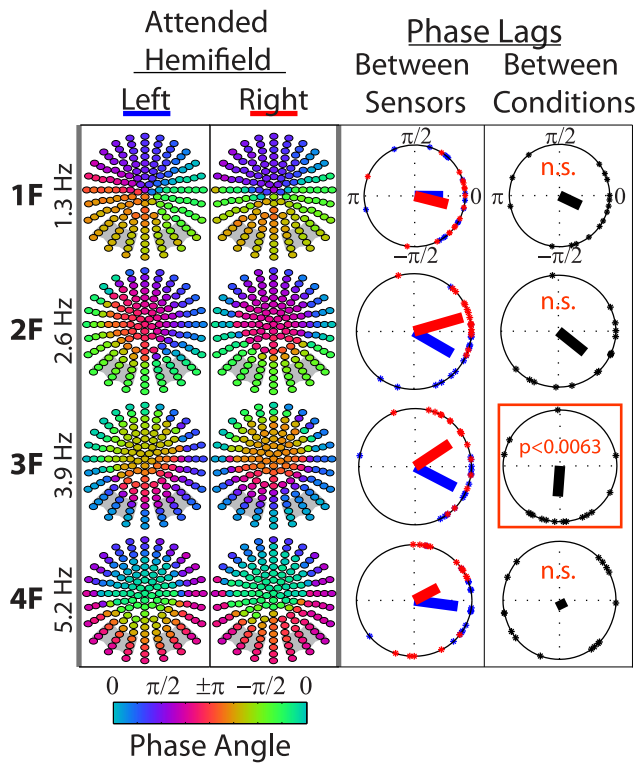 Attended
Hemifield
Left Right
Phase Lags
Between Between
Sensors Conditions
1F 1.3 Hz
π/2 π/2
π 0 π 0
−π/2 −π/2
n.s.
2F 2.6 Hz
n.s.
3F 3.9 Hz
p<0.0063
4F 5.2 Hz
n.s.
0 π/2 ±π −π/2 0
Phase Angle